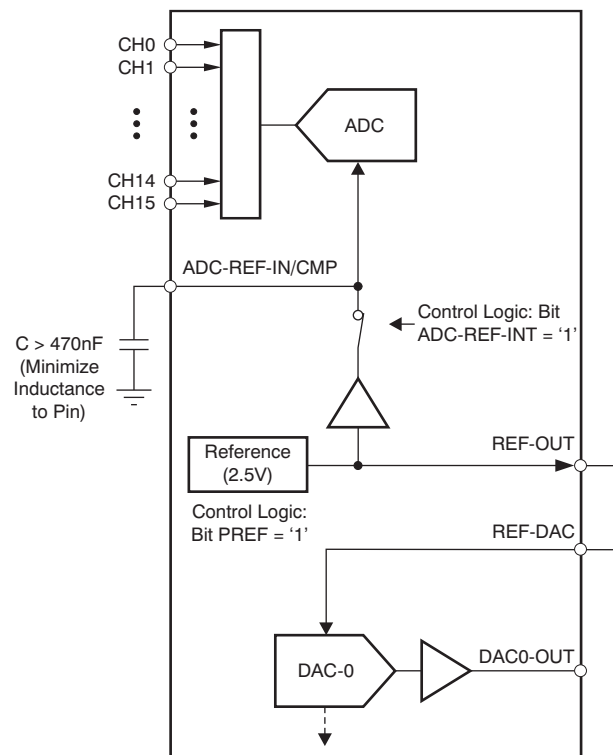 CH0
CH1
ADC
CH14
CH15
ADC-REF-IN/CMP
Control Logic: Bit
ADC-REF-INT = ‘1’
C > 470nF
(Minimize
Inductance
to Pin)
Reference
(2.5V)
REF-OUT
Control Logic:
Bit PREF = ‘1’
REF-DAC
DAC-0
DAC0-OUT